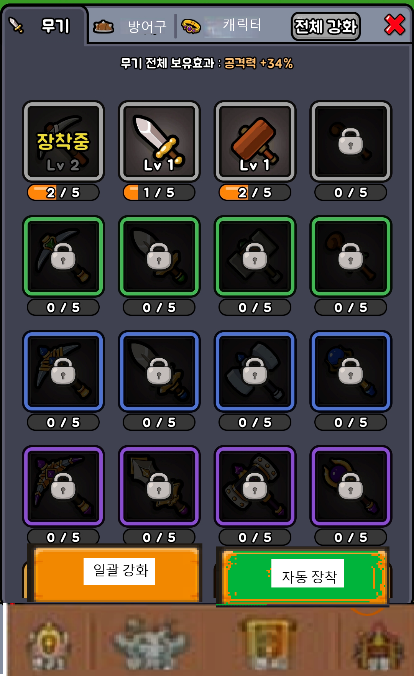 무기 방어구 캐릭터 전체 강화
무기 전체 보유효과 : 공격력 +34%
장착중
Lv 2 Lv 1 Lv 1
2 / 5 1 / 5 2 / 5 0 / 5
0 / 5 0 / 5 0 / 5 0 / 5
0 / 5 0 / 5 0 / 5 0 / 5
0 / 5 0 / 5 0 / 5 0 / 5
일괄 강화 자동 장착